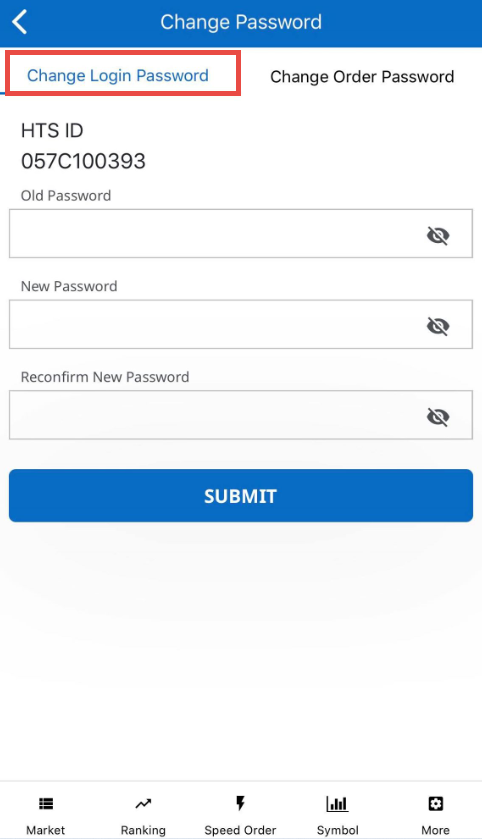 Change Password
Change Login Password Change Order Password
HTS ID
057C100393
Old Password
New Password
Reconfirm New Password
SUBMIT
Market Ranking Speed Order Symbol More